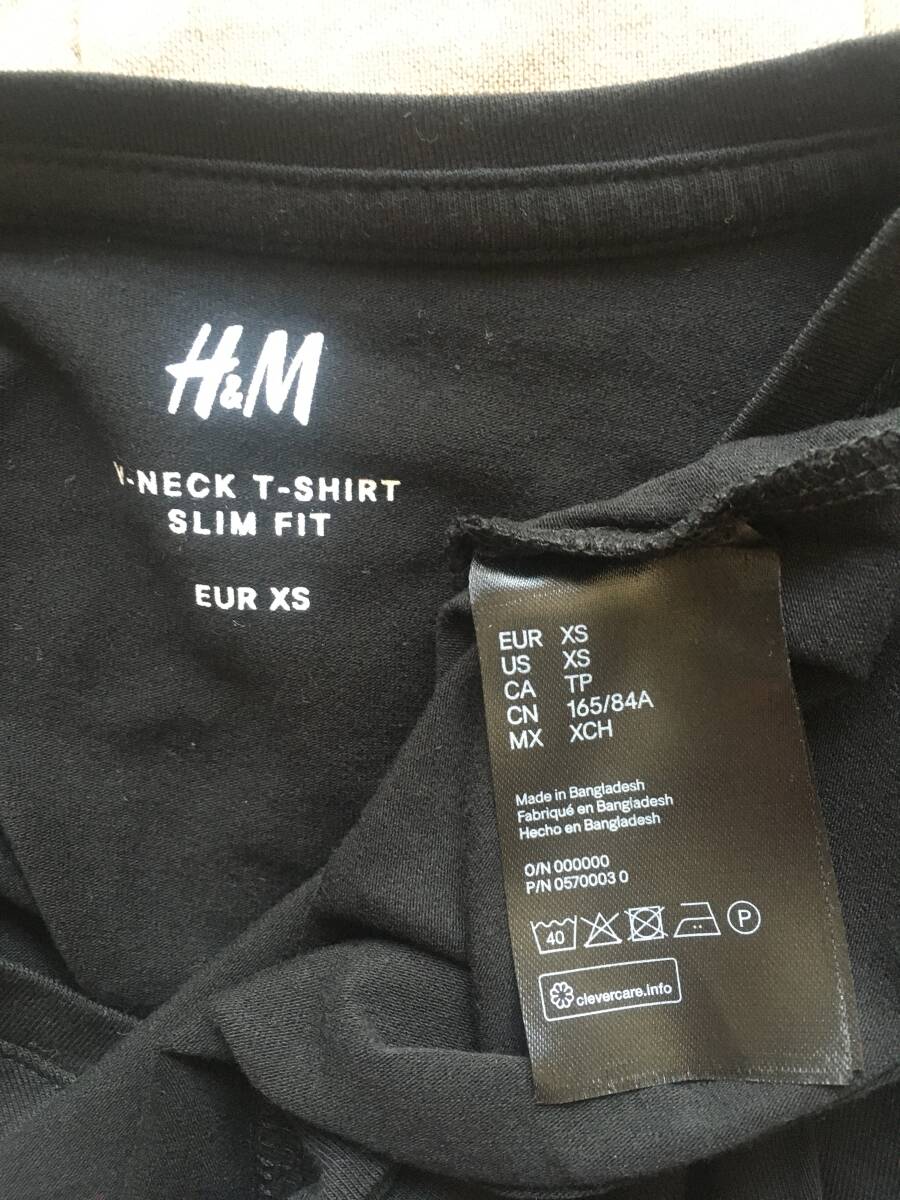 H&M
V-NECK T-SHIRT
SLIM FIT
EUR XS
EUR XS
US XS
CA TP
CN 165/84A
MX XCH
Made in Bangladesh
Fabriqué en Bangladesh
Hecho en Bangladesh
O/N 000000
P/N 0570003 0
40 P
clevercare.info